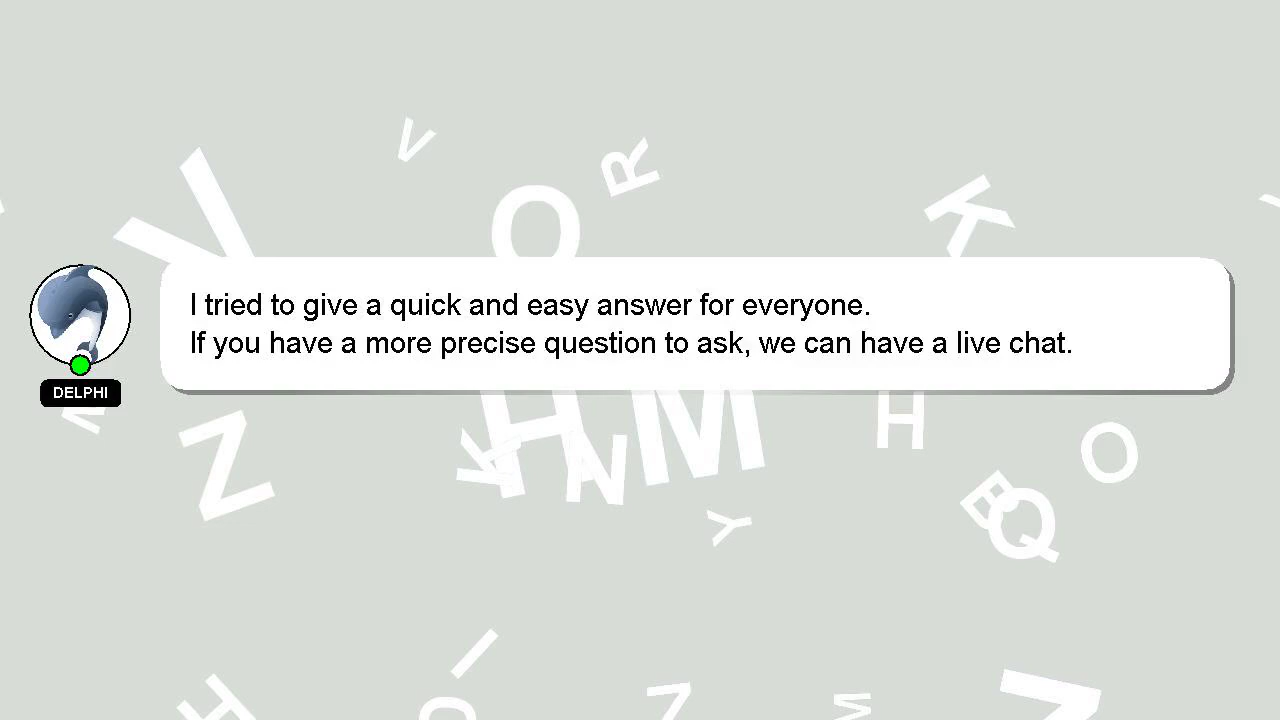 I tried to give a quick and easy answer for everyone.
If you have a more precise question to ask, we can have a live chat.
DELPHI